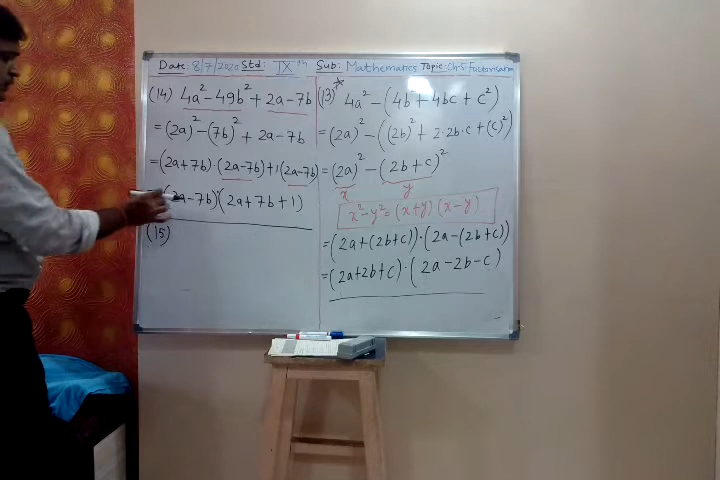 Date: 8/7/2020 Std: IXth Sub: Mathematics Topic: Ch-5 Factorisation
(14) 4a² - 49b² + 2a - 7b
= (2a)² - (7b)² + 2a - 7b
= (2a + 7b) · (2a - 7b) + 1(2a - 7b)
(2a - 7b)(2a + 7b + 1)
(15)
(13) 4a² - (4b² + 4bc + c²)
= (2a)² - ((2b)² + 2·2b·c + (c)²)
= (2a)² - (2b + c)²
x y
x² - y² = (x + y) · (x - y)
= (2a + (2b + c)) · (2a - (2b + c))
= (2a + 2b + c) · (2a - 2b - c)